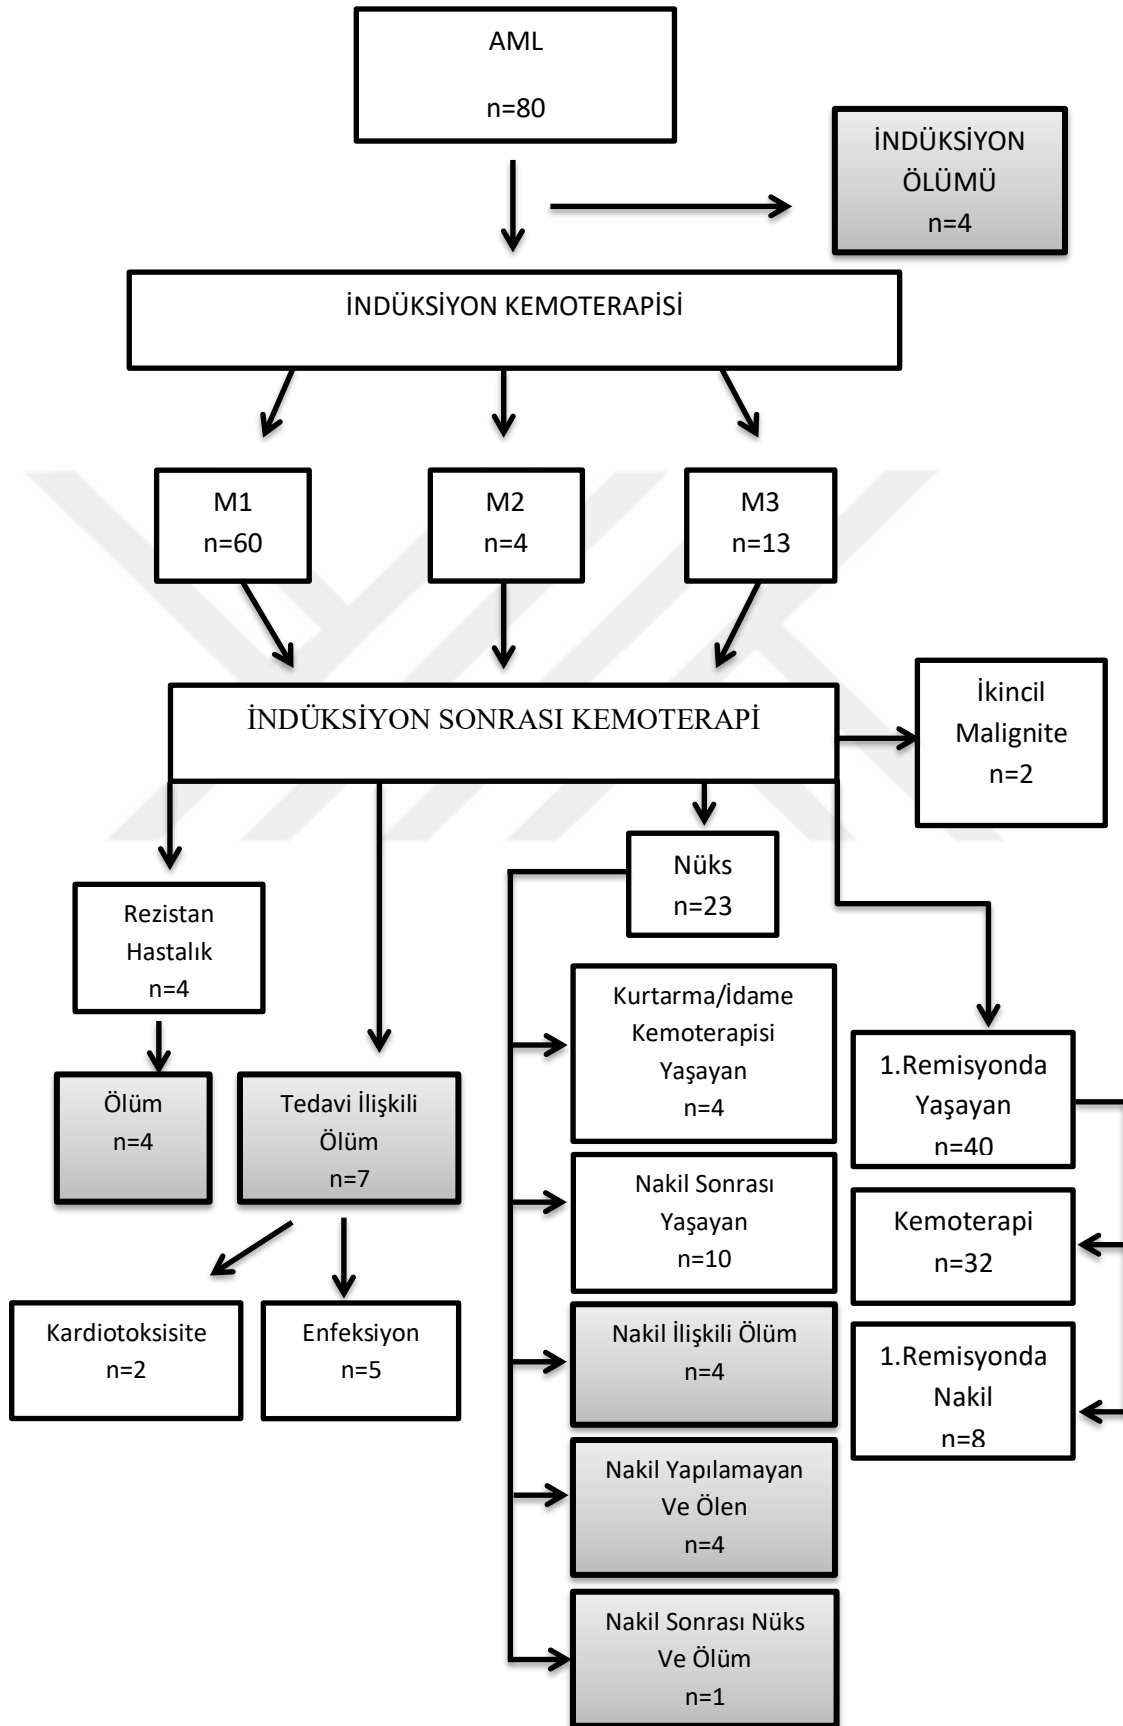 AML
n=80
İNDÜKSİYON
ÖLÜMÜ
n=4
İNDÜKSİYON KEMOTERAPİSİ
M1
n=60
M2
n=4
M3
n=13
İNDÜKSİYON SONRASI KEMOTERAPİ
İkincil
Malignite
n=2
Nüks
n=23
Rezistan
Hastalık
n=4
Ölüm
n=4
Tedavi İlişkili
Ölüm
n=7
Kardiotoksisite
n=2
Enfeksiyon
n=5
Kurtarma/İdame
Kemoterapisi
Yaşayan
n=4
Nakil Sonrası
Yaşayan
n=10
Nakil İlişkili Ölüm
n=4
Nakil Yapılamayan
Ve Ölen
n=4
Nakil Sonrası Nüks
Ve Ölüm
n=1
1.Remisyonda
Yaşayan
n=40
Kemoterapi
n=32
1.Remisyonda
Nakil
n=8